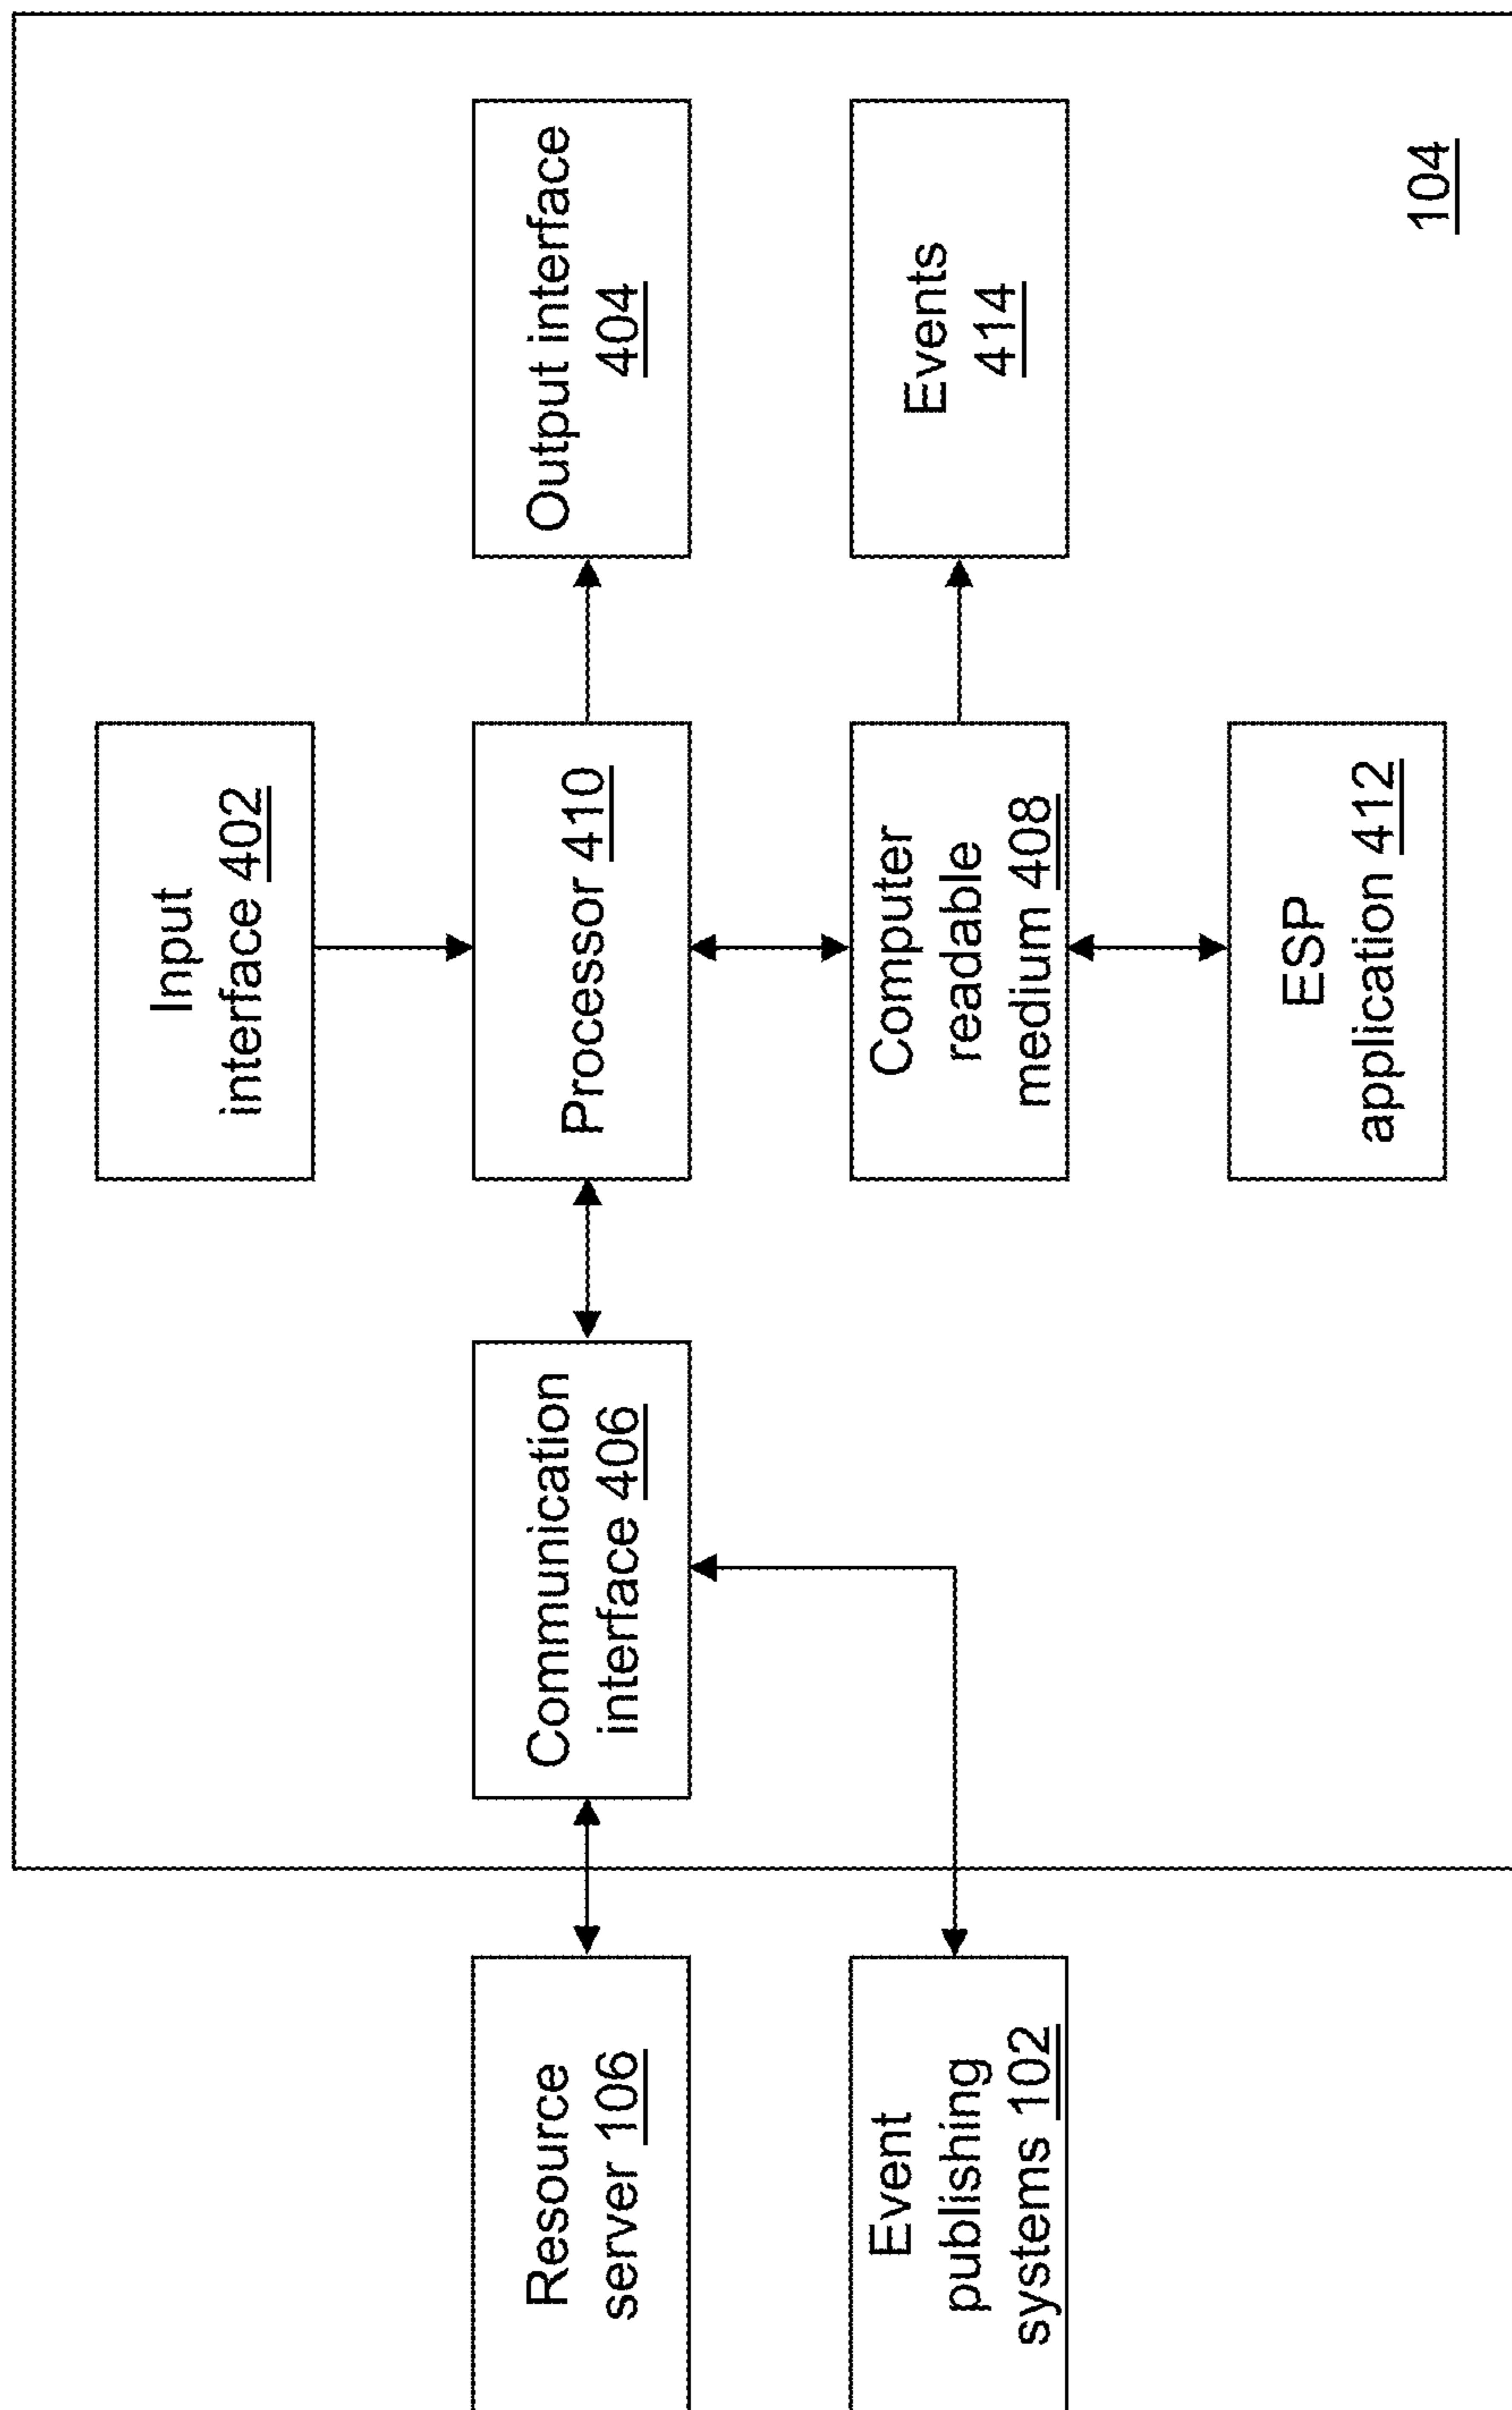 Input
interface 402
Resource
server 106
Communication
interface 406
Processor 410
Output interface
404
Event
publishing
systems 102
Computer
readable
medium 408
Events
414
ESP
application 412
104